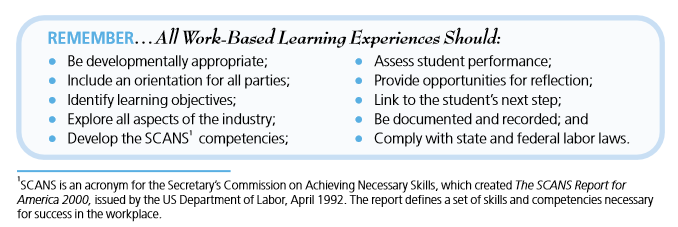 REMEMBER...All Work-Based Learning Experiences Should:
• Be developmentally appropriate;
• Include an orientation for all parties;
• Identify learning objectives;
• Explore all aspects of the industry;
• Develop the SCANS¹ competencies;
• Assess student performance;
• Provide opportunities for reflection;
• Link to the student's next step;
• Be documented and recorded; and
• Comply with state and federal labor laws.
¹SCANS is an acronym for the Secretary's Commission on Achieving Necessary Skills, which created The SCANS Report for
America 2000, issued by the US Department of Labor, April 1992. The report defines a set of skills and competencies necessary
for success in the workplace.